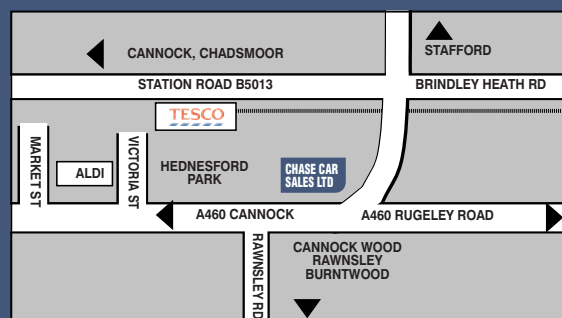 CANNOCK, CHADSMOOR
STAFFORD
STATION ROAD B5013
BRINDLEY HEATH RD
TESCO
MARKET ST
ALDI
VICTORIA ST
HEDNESFORD
PARK
CHASE CAR
SALES LTD
A460 CANNOCK
A460 RUGELEY ROAD
RAWNSLEY RD
CANNOCK WOOD
RAWNSLEY
BURNTWOOD